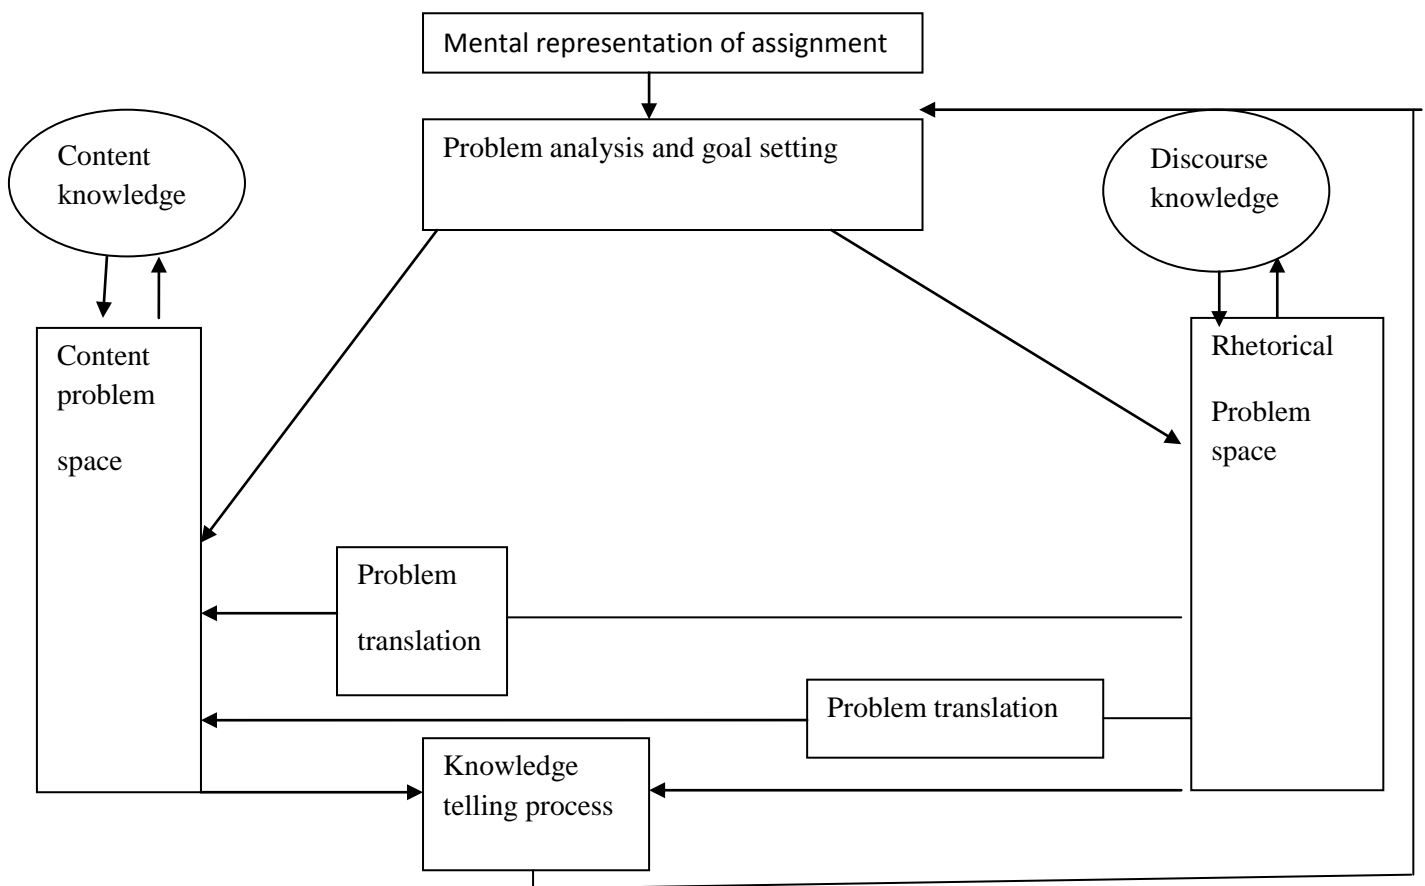 Mental representation of assignment
Problem analysis and goal setting
Content
knowledge
Discourse
knowledge
Content
problem
space
Rhetorical
Problem
space
Problem
translation
Problem translation
Knowledge
telling process